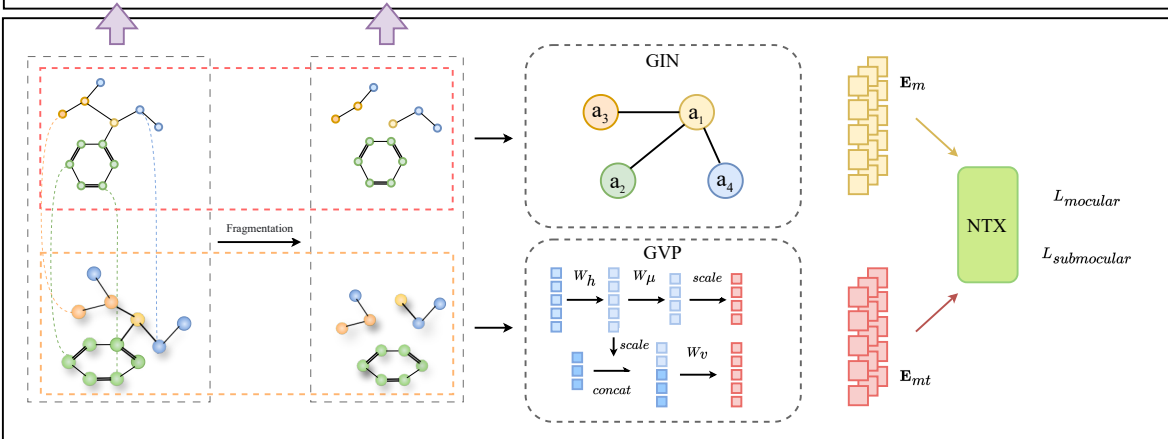 Fragmentation
GIN
a3
a1
a2
a4
GVP
Wh
Wμ
scale
scale
concat
Wv
Em
Emt
NTX
Lmocular
Lsubmocular